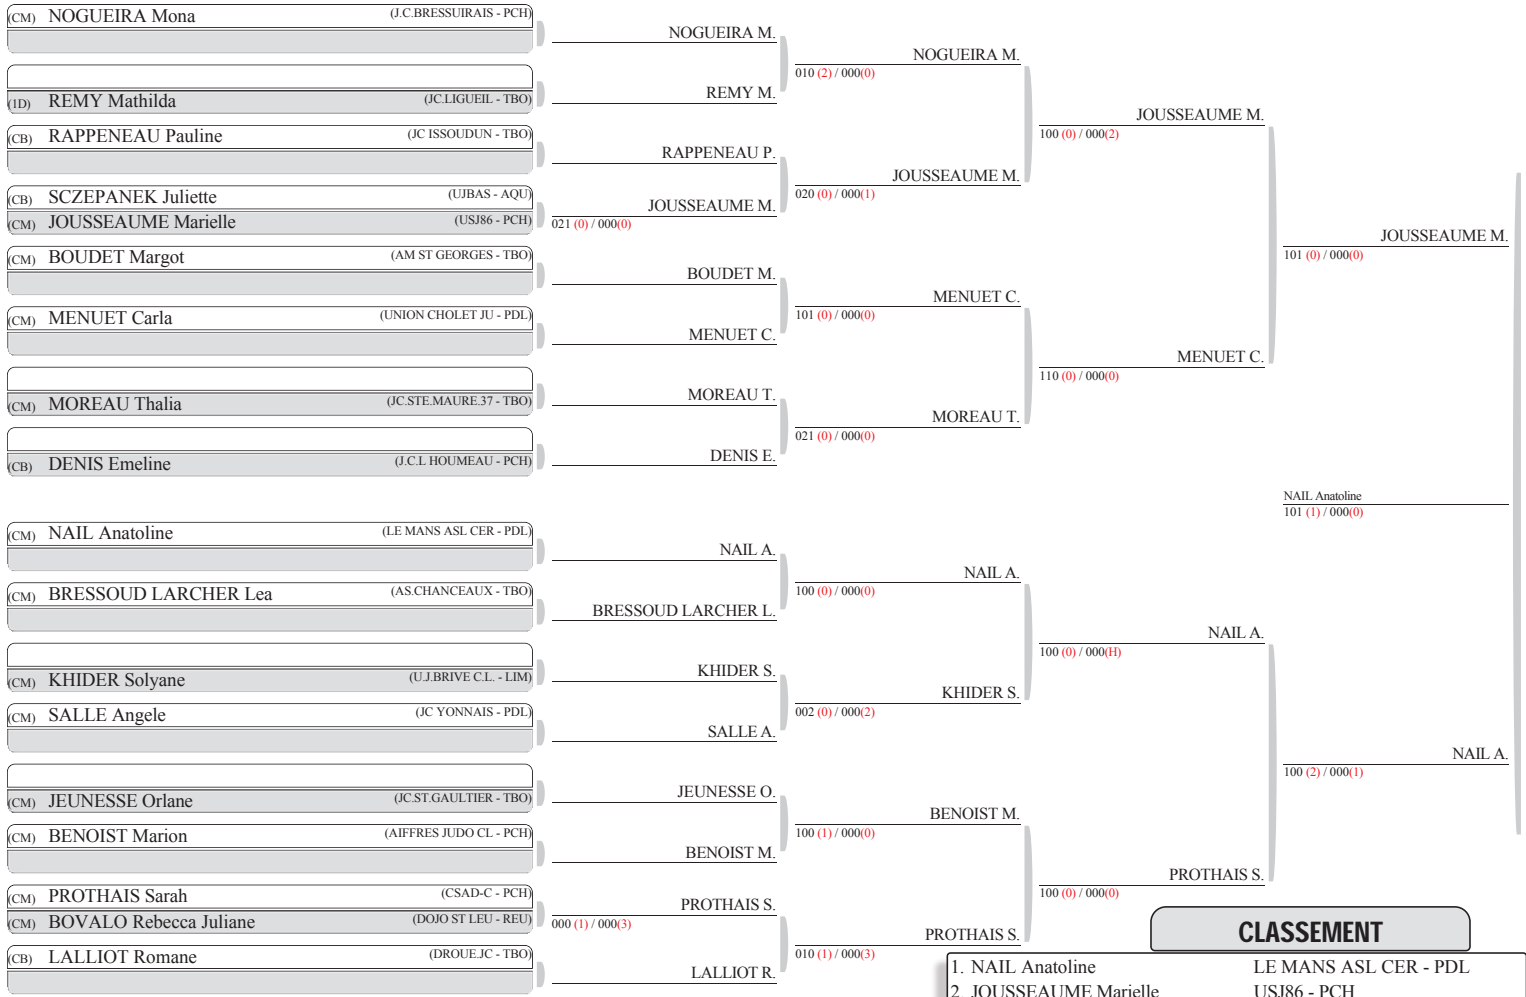 (CM) NOGUEIRA Mona (J.C.BRESSUIRAIS - PCH)
(1D) REMY Mathilda (JC.LIGUEIL - TBO)
(CB) RAPPENEAU Pauline (JC ISSOUDUN - TBO)
(CB) SCZEPANEK Juliette (UJBAS - AQU)
(CM) JOUSSEAUME Marielle (USJ86 - PCH)
(CM) BOUDET Margot (AM ST GEORGES - TBO)
(CM) MENUET Carla (UNION CHOLET JU - PDL)
(CM) MOREAU Thalia (JC.STE.MAURE.37 - TBO)
(CB) DENIS Emeline (J.C.L HOUMEAU - PCH)
(CM) NAIL Anatoline (LE MANS ASL CER - PDL)
(CM) BRESSOUD LARCHER Lea (AS.CHANCEAUX - TBO)
(CM) KHIDER Solyane (U.J.BRIVE C.L. - LIM)
(CM) SALLE Angele (JC YONNAIS - PDL)
(CM) JEUNESSE Orlane (JC.ST.GAULTIER - TBO)
(CM) BENOIST Marion (AIFFRES JUDO CL - PCH)
(CM) PROTHAIS Sarah (CSAD-C - PCH)
(CM) BOVALO Rebecca Juliane (DOJO ST LEU - REU)
(CB) LALLIOT Romane (DROUE.JC - TBO)
NOGUEIRA M.
REMY M.
RAPPENEAU P.
JOUSSEAUME M.
021 (0) / 000(0)
BOUDET M.
MENUET C.
MOREAU T.
DENIS E.
NAIL A.
BRESSOUD LARCHER L.
KHIDER S.
SALLE A.
JEUNESSE O.
BENOIST M.
PROTHAIS S.
000 (1) / 000(3)
LALLIOT R.
NOGUEIRA M.
010 (2) / 000(0)
JOUSSEAUME M.
020 (0) / 000(1)
MENUET C.
101 (0) / 000(0)
MOREAU T.
021 (0) / 000(0)
NAIL A.
100 (0) / 000(0)
KHIDER S.
002 (0) / 000(2)
BENOIST M.
100 (1) / 000(0)
PROTHAIS S.
010 (1) / 000(3)
JOUSSEAUME M.
100 (0) / 000(2)
MENUET C.
110 (0) / 000(0)
NAIL A.
100 (0) / 000(H)
PROTHAIS S.
100 (0) / 000(0)
JOUSSEAUME M.
101 (0) / 000(0)
NAIL Anatoline
101 (1) / 000(0)
NAIL A.
100 (2) / 000(1)
CLASSEMENT
1. NAIL Anatoline LE MANS ASL CER - PDL
2. JOUSSEAUME Marielle USJ86 - PCH